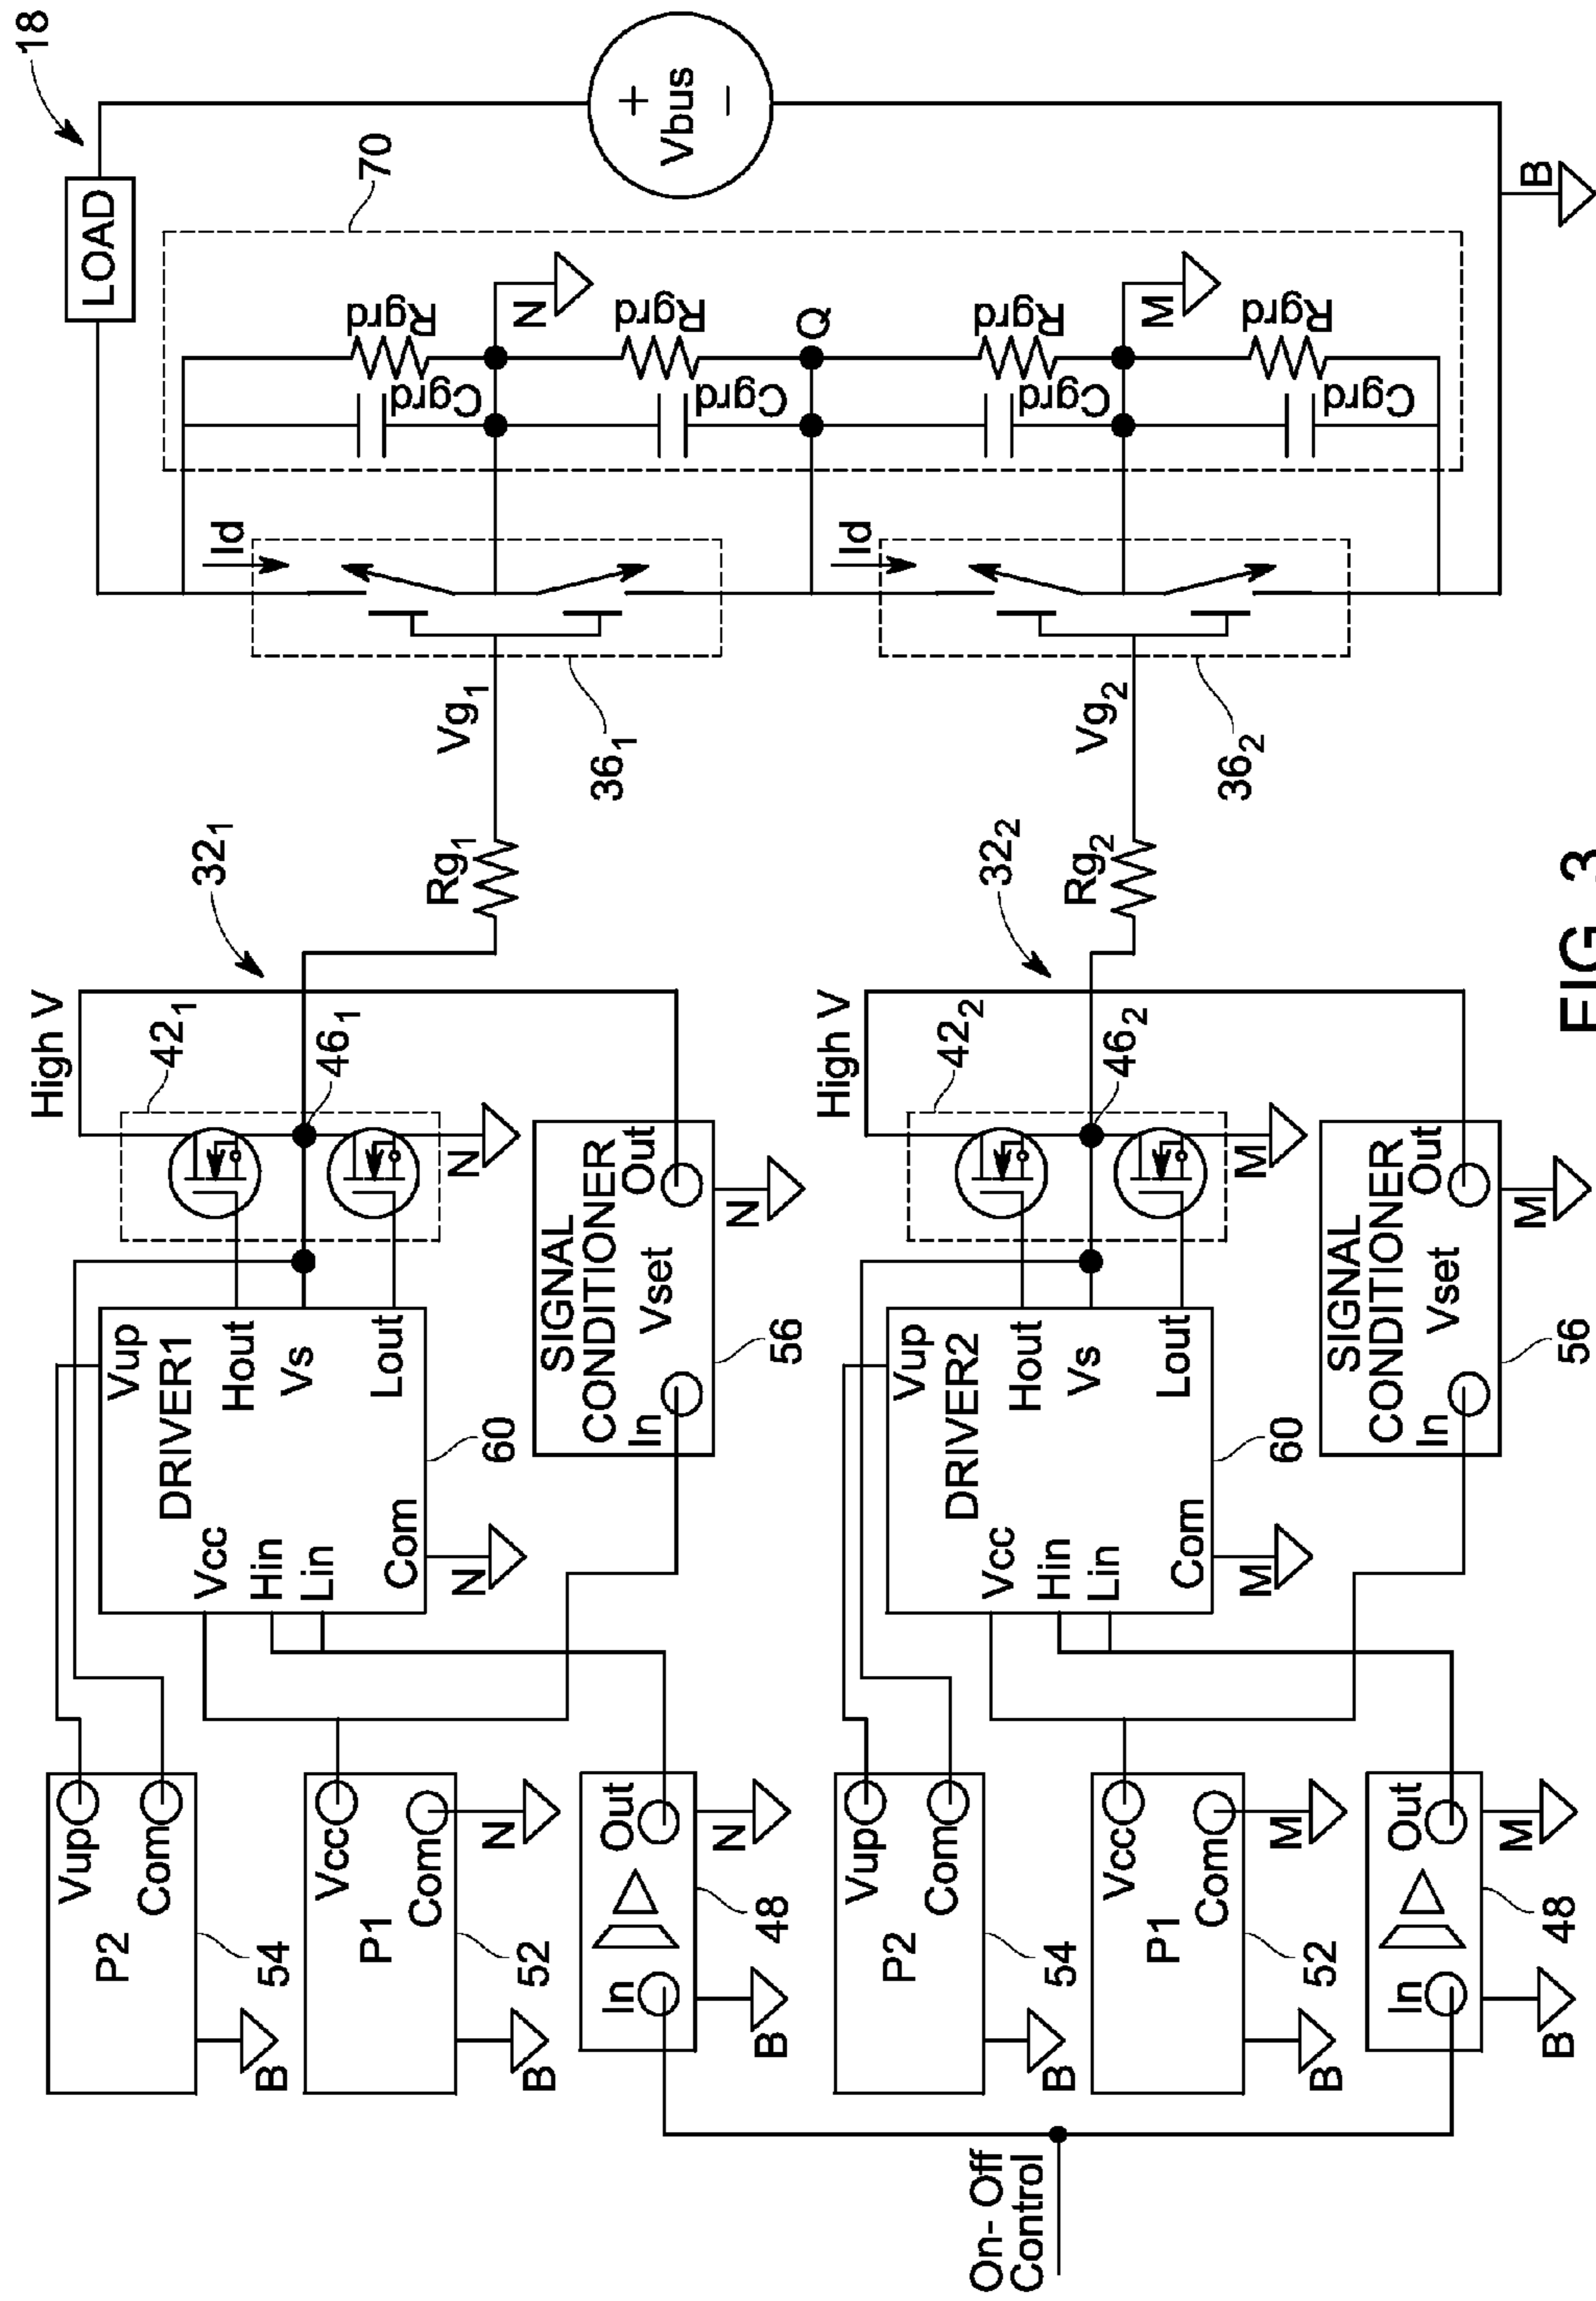 18
LOAD
70
+
Vbus
−
B
Rgrd
Cgrd
N
Rgrd
Cgrd
Q
Rgrd
Cgrd
M
Rgrd
Cgrd
Id
Id
Vg1
361
Vg2
362
321
Rg1
322
Rg2
High V
421
461
N
SIGNAL
CONDITIONER
In
Vset
Out
N
56
Vup
DRIVER1
Vcc
Hout
Hin
Vs
Lin
Lout
Com
60
N
P2
Vup
Com
54
B
P1
Vcc
Com
52
B
N
In
Out
48
B
N
High V
422
462
M
SIGNAL
CONDITIONER
In
Vset
Out
M
56
Vup
DRIVER2
Vcc
Hout
Hin
Vs
Lin
Lout
Com
60
M
P2
Vup
Com
54
B
P1
Vcc
Com
52
B
M
In
Out
48
B
M
On- Off
Control
FIG. 3